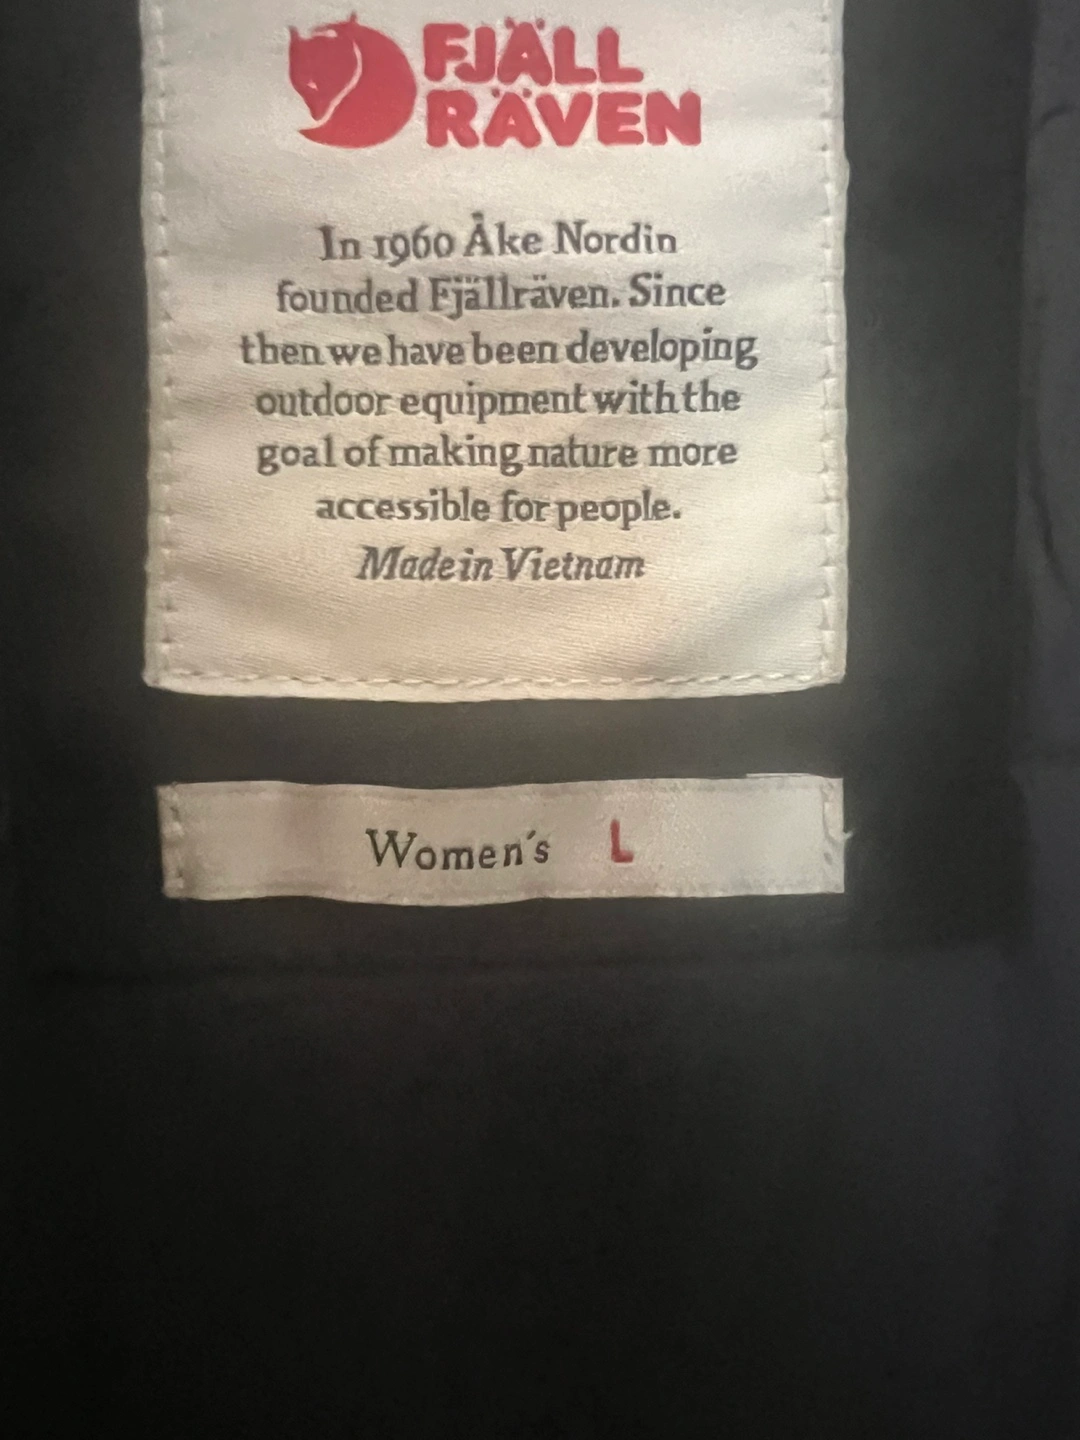 FJÄLL
RÄVEN
In 1960 Åke Nordin
founded Fjällräven. Since
then we have been developing
outdoor equipment with the
goal of making nature more
accessible for people.
Made in Vietnam
Women's L